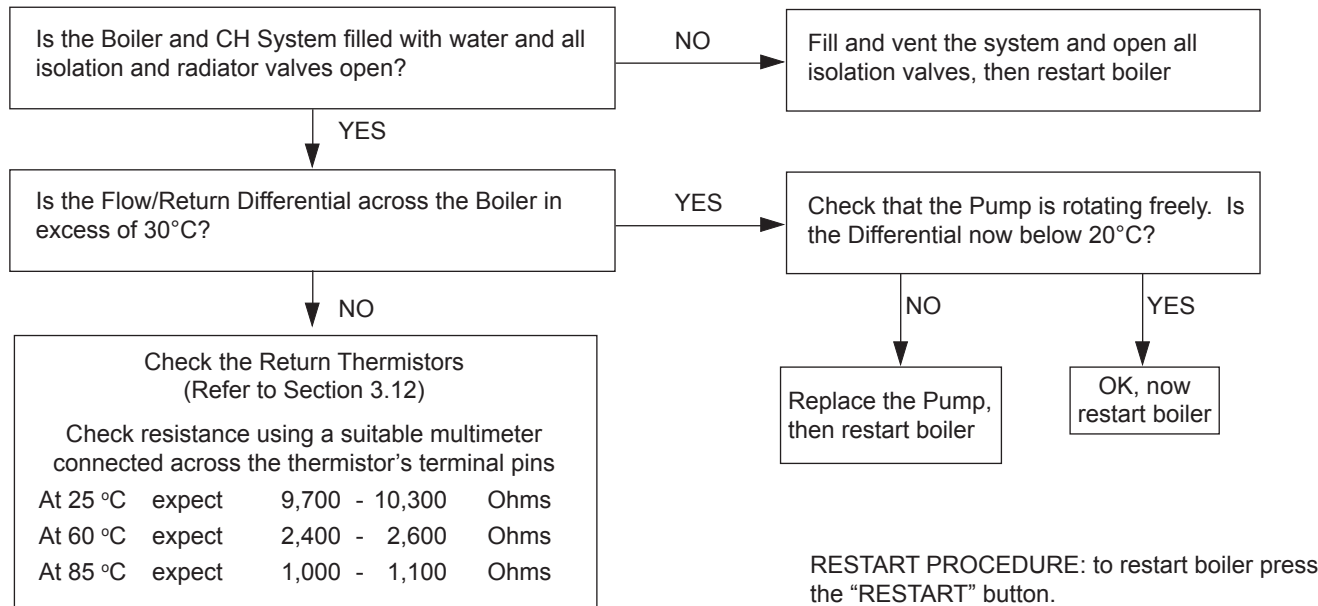 Is the Boiler and CH System filled with water and all
isolation and radiator valves open?
NO
Fill and vent the system and open all
isolation valves, then restart boiler
YES
Is the Flow/Return Differential across the Boiler in
excess of 30°C?
YES
Check that the Pump is rotating freely. Is
the Differential now below 20°C?
NO
NO
YES
Check the Return Thermistors
(Refer to Section 3.12)
Check resistance using a suitable multimeter
connected across the thermistor’s terminal pins
At 25 °C expect 9,700 - 10,300 Ohms
At 60 °C expect 2,400 - 2,600 Ohms
At 85 °C expect 1,000 - 1,100 Ohms
Replace the Pump,
then restart boiler
OK, now
restart boiler
RESTART PROCEDURE: to restart boiler press
the “RESTART” button.